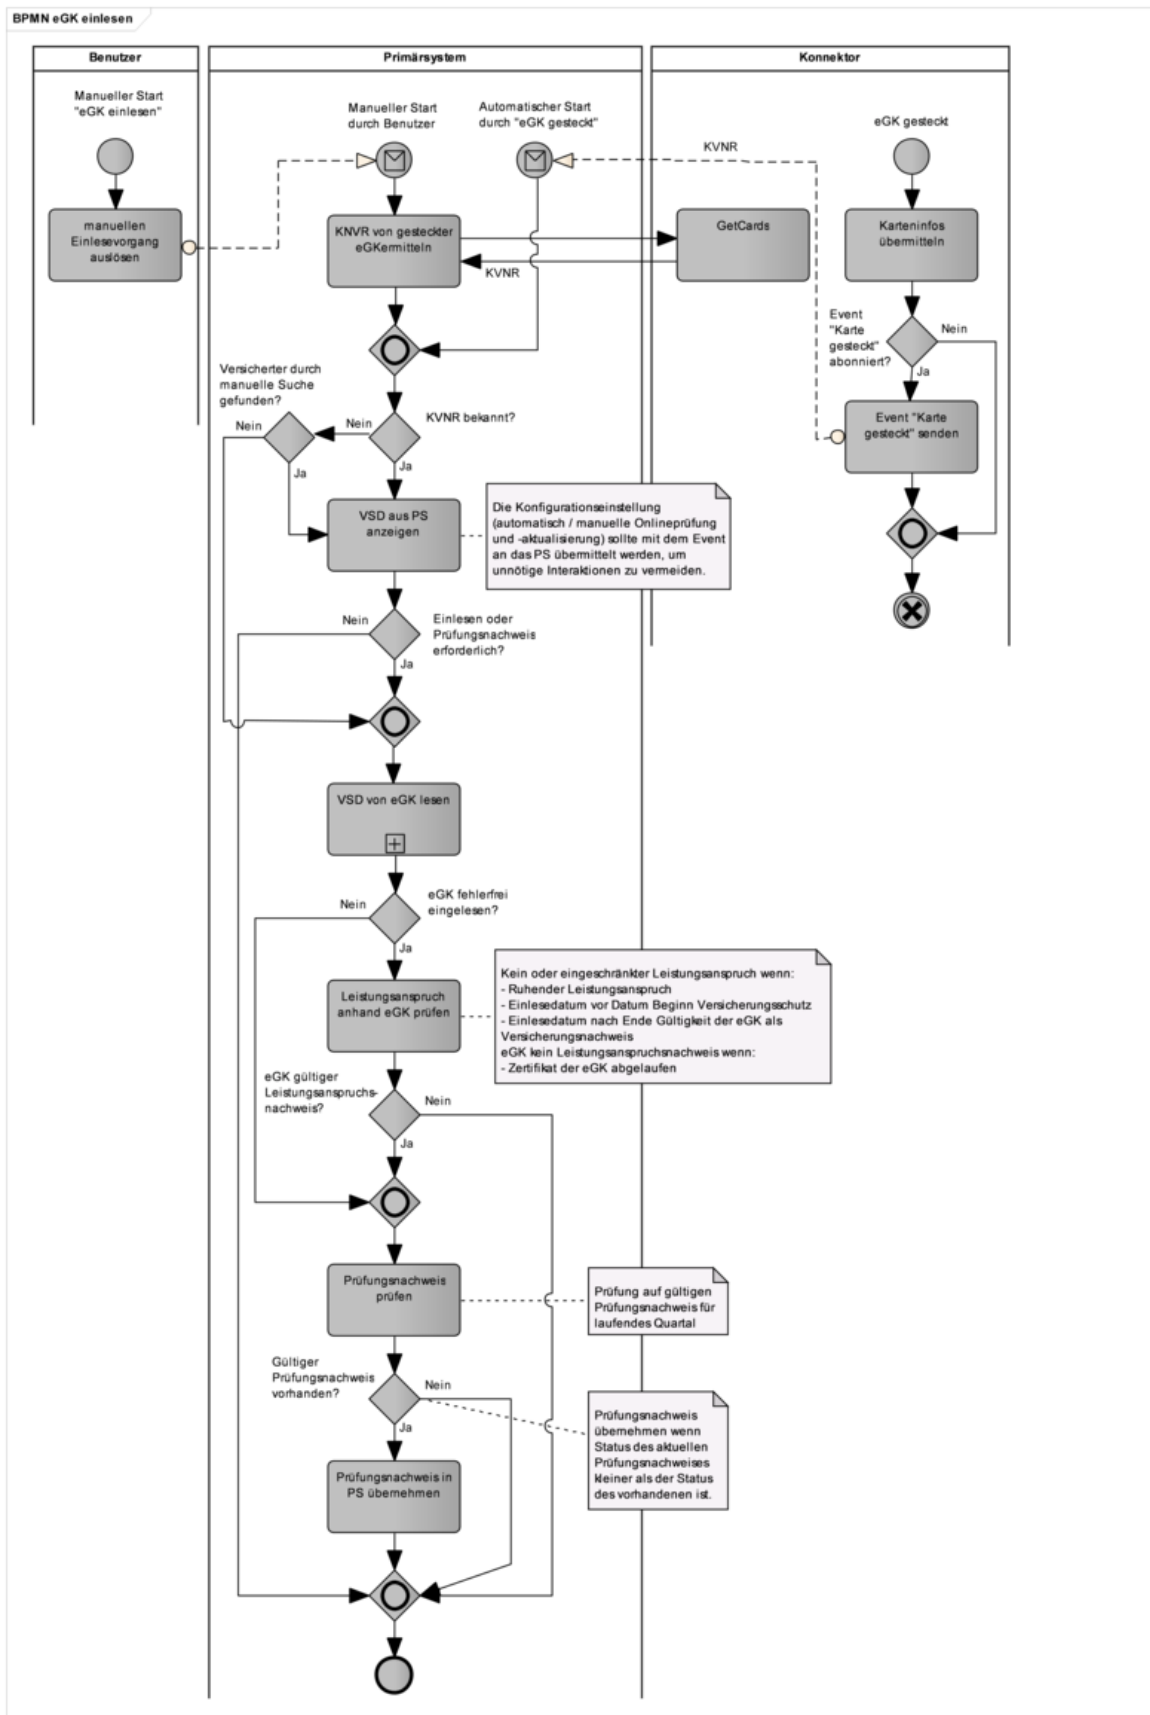 BPMN eGK einlesen
Benutzer
Primärsystem
Konnektor
Manueller Start
"eGK einlesen"
Manueller Start
durch Benutzer
Automatischer Start
durch "eGK gesteckt"
eGK gesteckt
KVNR
manuellen
Einlesevorgang
auslösen
KNVR von gesteckter
eGKermitteln
GetCards
Karteninfos
übermitteln
KVNR
Event
"Karte
gesteckt"
abonniert?
Nein
Ja
Versicherter durch
manuelle Suche
gefunden?
Nein
Nein
KVNR bekannt?
Ja
Ja
Event "Karte
gesteckt" senden
VSD aus PS
anzeigen
Die Konfigurationseinstellung
(automatisch / manuelle Onlineprüfung
und -aktualisierung) sollte mit dem Event
an das PS übermittelt werden, um
unnötige Interaktionen zu vermeiden.
Nein
Einlesen oder
Prüfungsnachweis
erforderlich?
Ja
VSD von eGK lesen
Nein
eGK fehlerfrei
eingelesen?
Ja
Leistungsanspruch
anhand eGK prüfen
Kein oder eingeschränkter Leistungsanspruch wenn:
- Ruhender Leistungsanspruch
- Einlesedatum vor Datum Beginn Versicherungsschutz
- Einlesedatum nach Ende Gültigkeit der eGK als
Versicherungsnachweis
eGK kein Leistungsanspruchsnachweis wenn:
- Zertifikat der eGK abgelaufen
eGK gültiger
Leistungsanspruchs-
nachweis?
Nein
Ja
Prüfungsnachweis
prüfen
Prüfung auf gültigen
Prüfungsnachweis für
laufendes Quartal
Gültiger
Prüfungsnachweis
vorhanden?
Nein
Ja
Prüfungsnachweis
übernehmen wenn
Status des aktuellen
Prüfungsnachweises
kleiner als der Status
des vorhandenen ist.
Prüfungsnachweis in
PS übernehmen